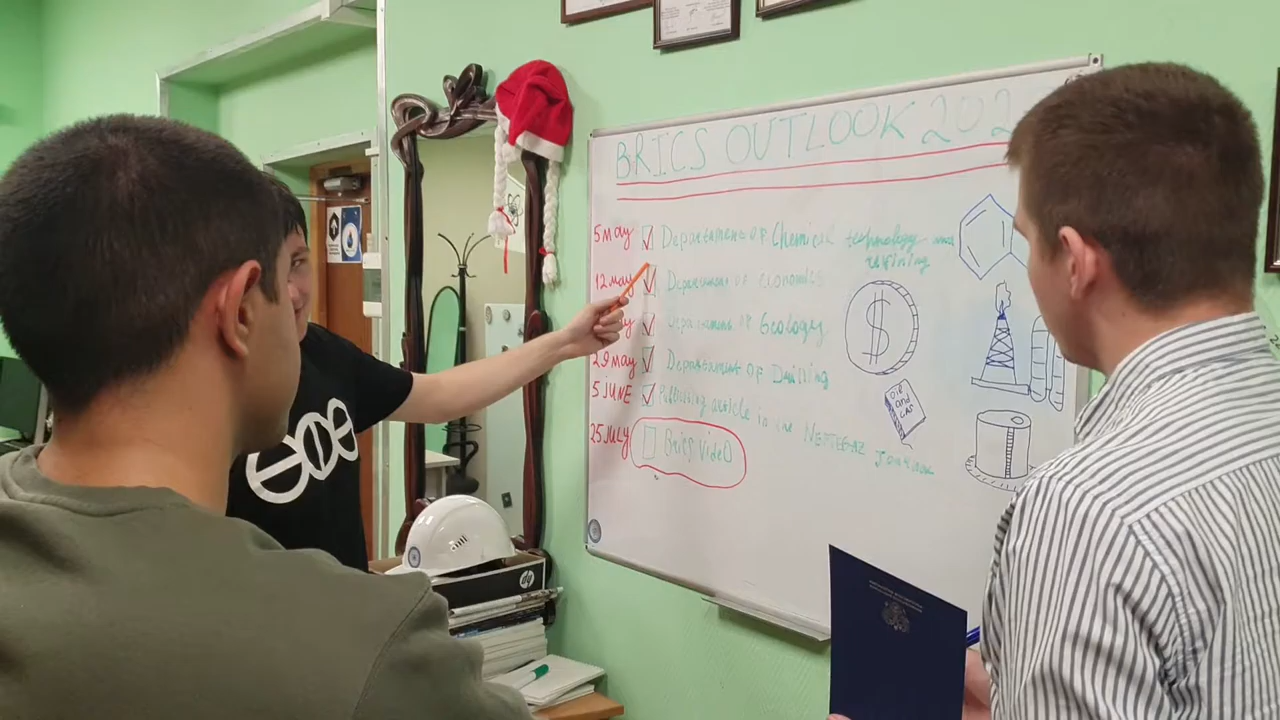 BRICS OUTLOOK 202
5 may Department of Chemical technology and
refining
12 may Department of economics
Department of Geology
29 may Department of Drilling
5 JUNE Publishing article in the NEFTEGAZ Journal
25 July Brics Video
OIL
and
GAS
$
hp